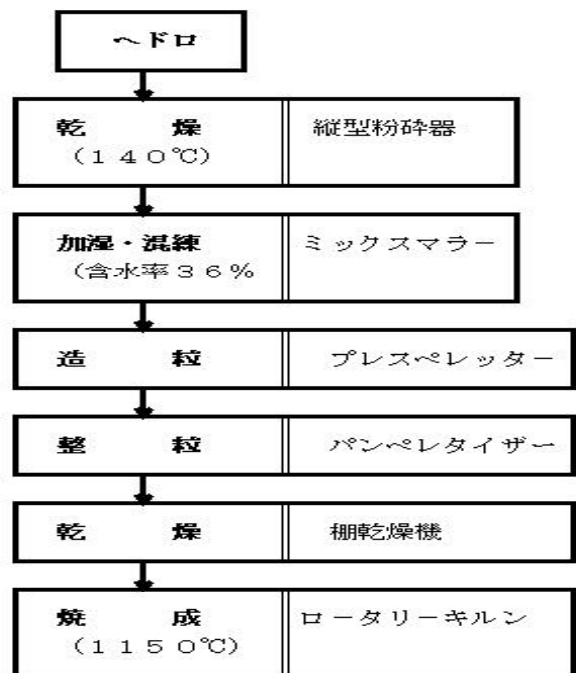 ヘドロ
乾　　燥　縦型粉砕器
（１４０℃）
加湿・混練　ミックスマラー
（含水率３６％
造　　粒　プレスペレッター
整　　粒　パンペレタイザー
乾　　燥　棚乾燥機
焼　　成　ロータリーキルン
（１１５０℃）